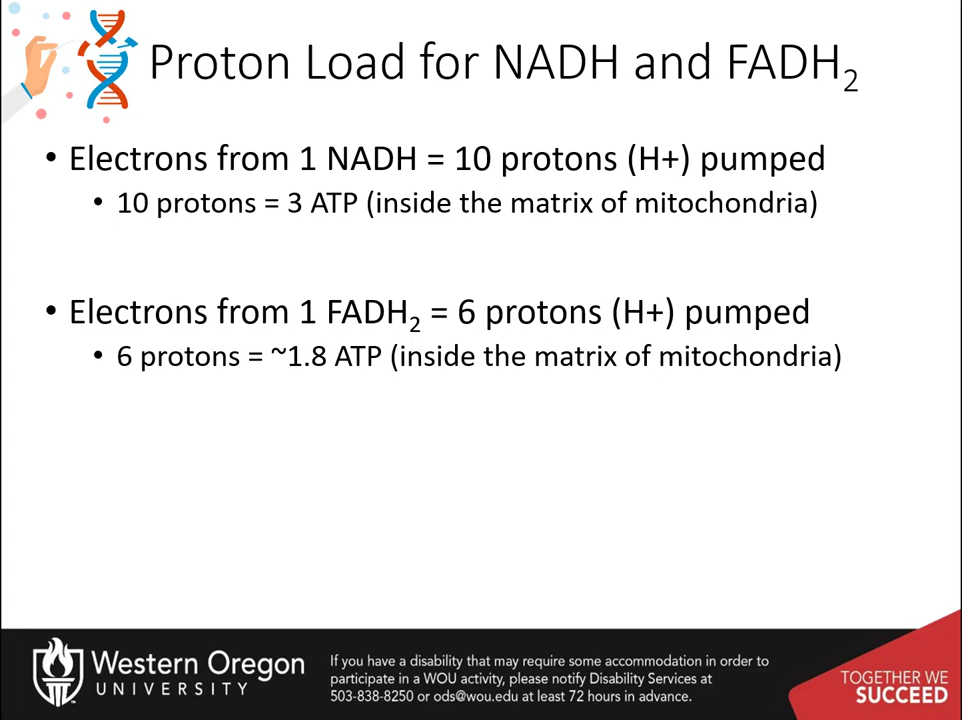 Proton Load for NADH and FADH₂
• Electrons from 1 NADH = 10 protons (H+) pumped
• 10 protons = 3 ATP (inside the matrix of mitochondria)
• Electrons from 1 FADH₂ = 6 protons (H+) pumped
• 6 protons = ~1.8 ATP (inside the matrix of mitochondria)
Western Oregon
UNIVERSITY
If you have a disability that may require some accommodation in order to
participate in a WOU activity, please notify Disability Services at
503-838-8250 or ods@wou.edu at least 72 hours in advance.
TOGETHER WE
SUCCEED